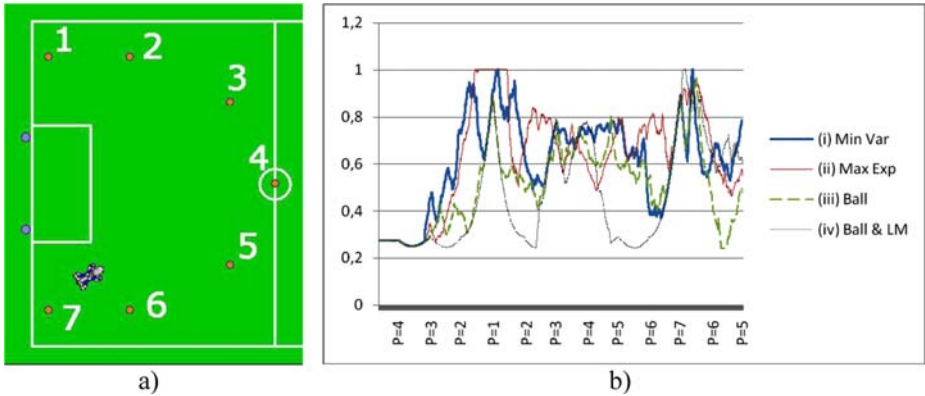 1
2
3
4
5
6
7
a)
1,2
1
0,8
0,6
0,4
0,2
0
P=4
P=3
P=2
P=1
P=2
P=3
P=4
P=5
P=6
P=7
P=6
P=5
(i) Min Var
(ii) Max Exp
(iii) Ball
(iv) Ball & LM
b)